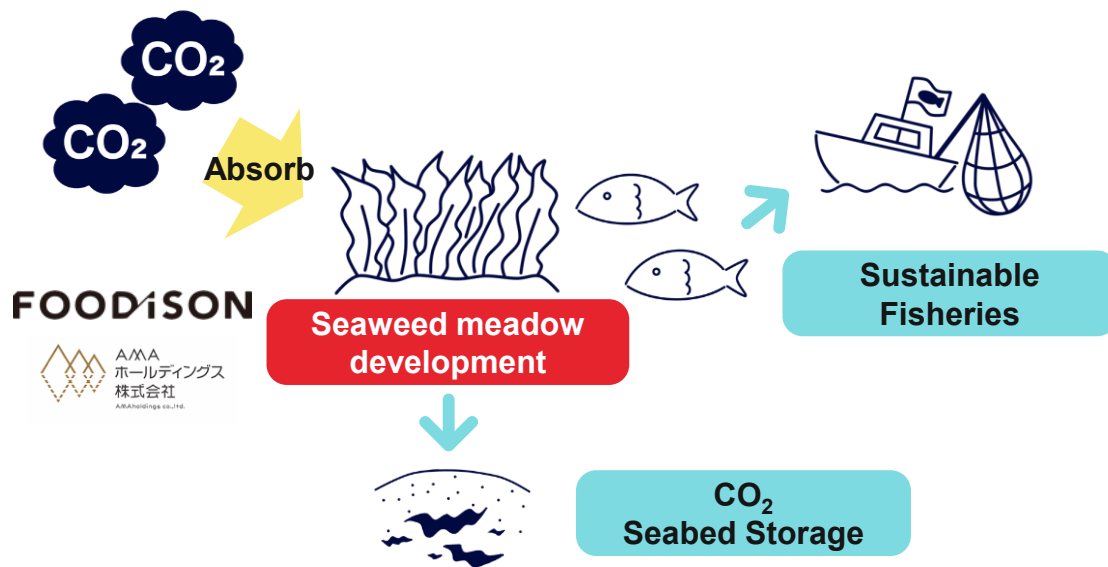 CO₂
CO₂
Absorb
FOODiSON
AMA
ホールディングス
株式会社
AMAholdings co.,ltd.
Seaweed meadow
development
Sustainable
Fisheries
CO₂
Seabed Storage